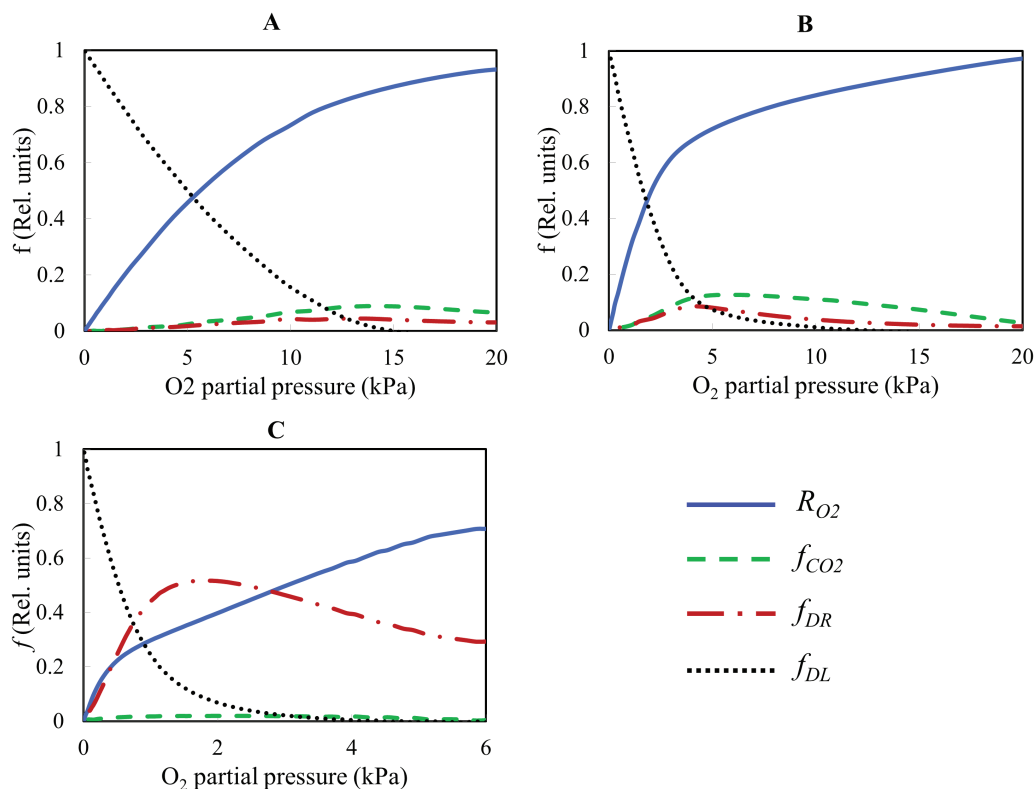 A
f (Rel. units)
1
0.8
0.6
0.4
0.2
0
0 5 10 15 20
O2 partial pressure (kPa)
B
f (Rel. units)
1
0.8
0.6
0.4
0.2
0
0 5 10 15 20
O2 partial pressure (kPa)
C
f (Rel. units)
1
0.8
0.6
0.4
0.2
0
0 2 4 6
O2 partial pressure (kPa)
RO2
fCO2
fDR
fDL